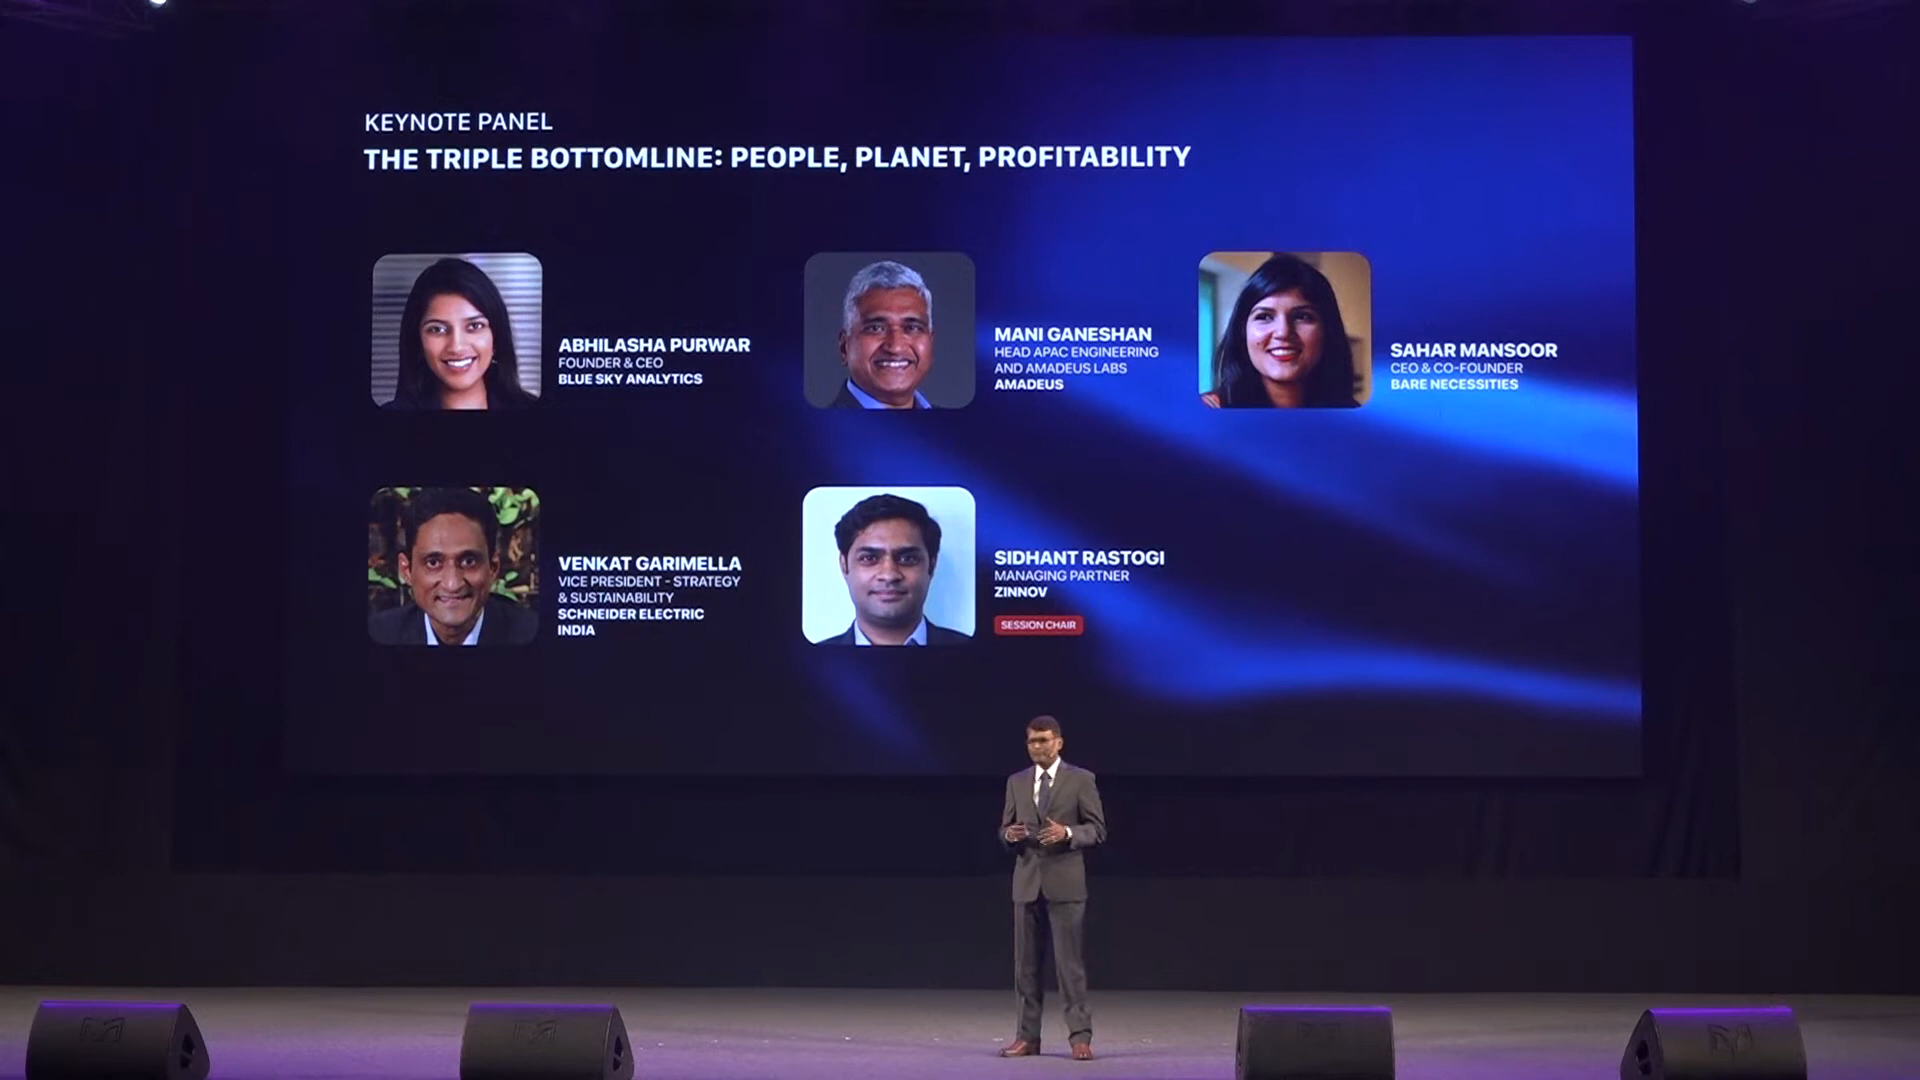 KEYNOTE PANEL
THE TRIPLE BOTTOMLINE: PEOPLE, PLANET, PROFITABILITY
ABHILASHA PURWAR
FOUNDER & CEO
BLUE SKY ANALYTICS
MANI GANESHAN
HEAD APAC ENGINEERING
AND AMADEUS LABS
AMADEUS
SAHAR MANSOOR
CEO & CO-FOUNDER
BARE NECESSITIES
VENKAT GARIMELLA
VICE PRESIDENT - STRATEGY
& SUSTAINABILITY
SCHNEIDER ELECTRIC
INDIA
SIDHANT RASTOGI
MANAGING PARTNER
ZINNOV
SESSION CHAIR